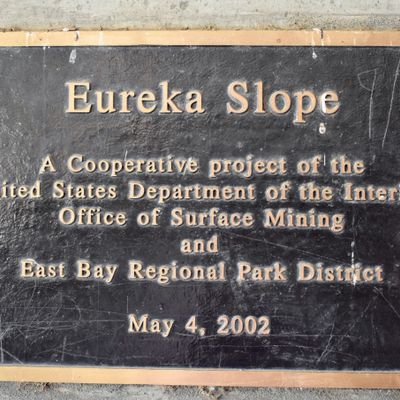 Eureka Slope
A Cooperative project of the
ited States Department of the Interi
Office of Surface Mining
and
East Bay Regional Park District
May 4, 2002